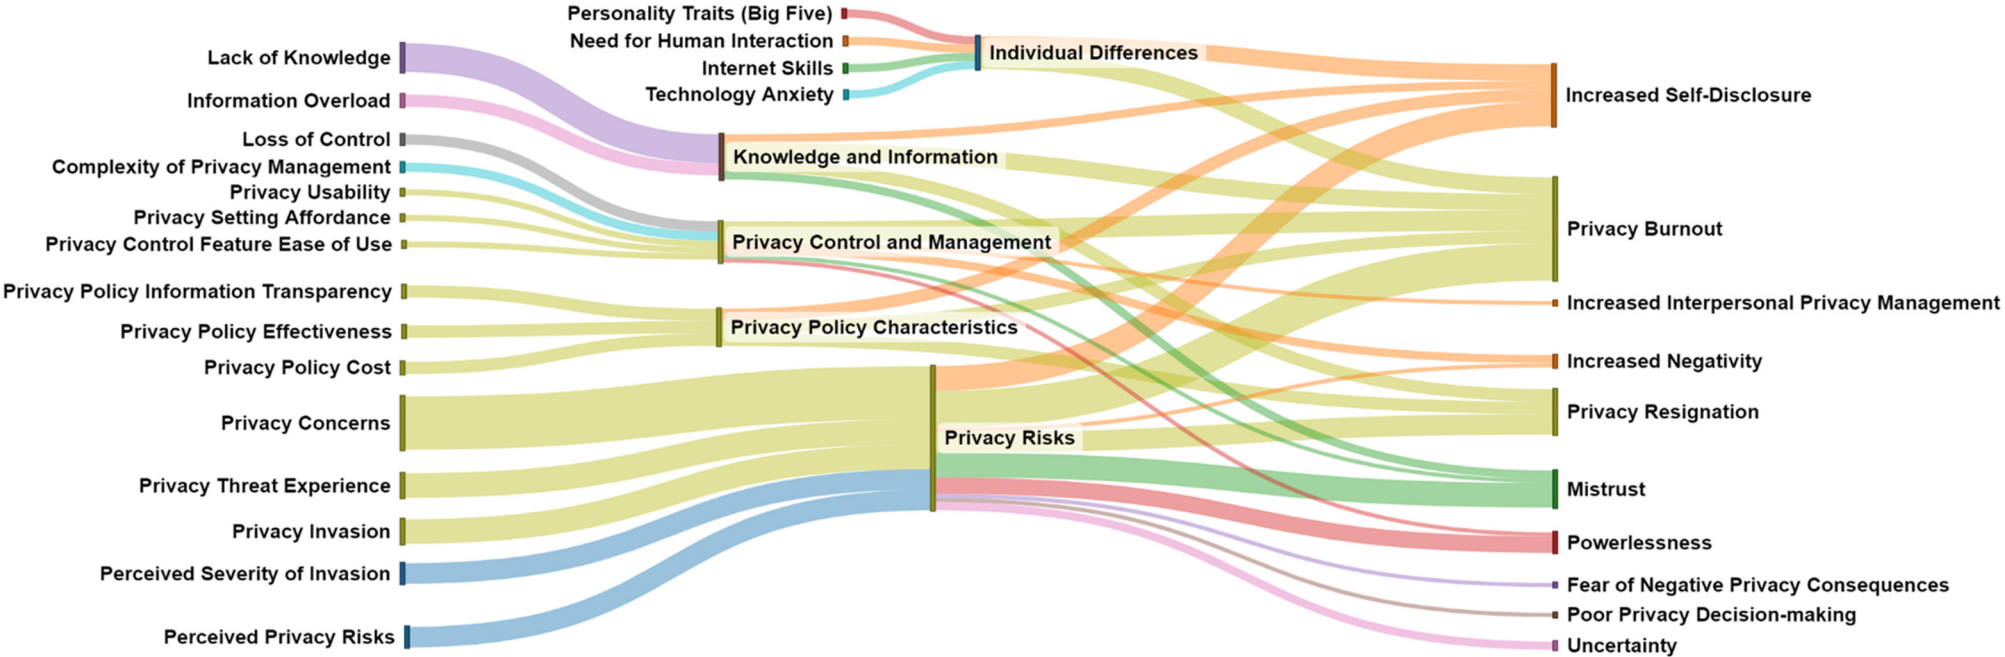 Lack of Knowledge
Information Overload
Loss of Control
Complexity of Privacy Management
Privacy Usability
Privacy Setting Affordance
Privacy Control Feature Ease of Use
Privacy Policy Information Transparency
Privacy Policy Effectiveness
Privacy Policy Cost
Privacy Concerns
Privacy Threat Experience
Privacy Invasion
Perceived Severity of Invasion
Perceived Privacy Risks
Personality Traits (Big Five)
Need for Human Interaction
Internet Skills
Technology Anxiety
Individual Differences
Knowledge and Information
Privacy Control and Management
Privacy Policy Characteristics
Privacy Risks
Increased Self-Disclosure
Privacy Burnout
Increased Interpersonal Privacy Management
Increased Negativity
Privacy Resignation
Mistrust
Powerlessness
Fear of Negative Privacy Consequences
Poor Privacy Decision-making
Uncertainty